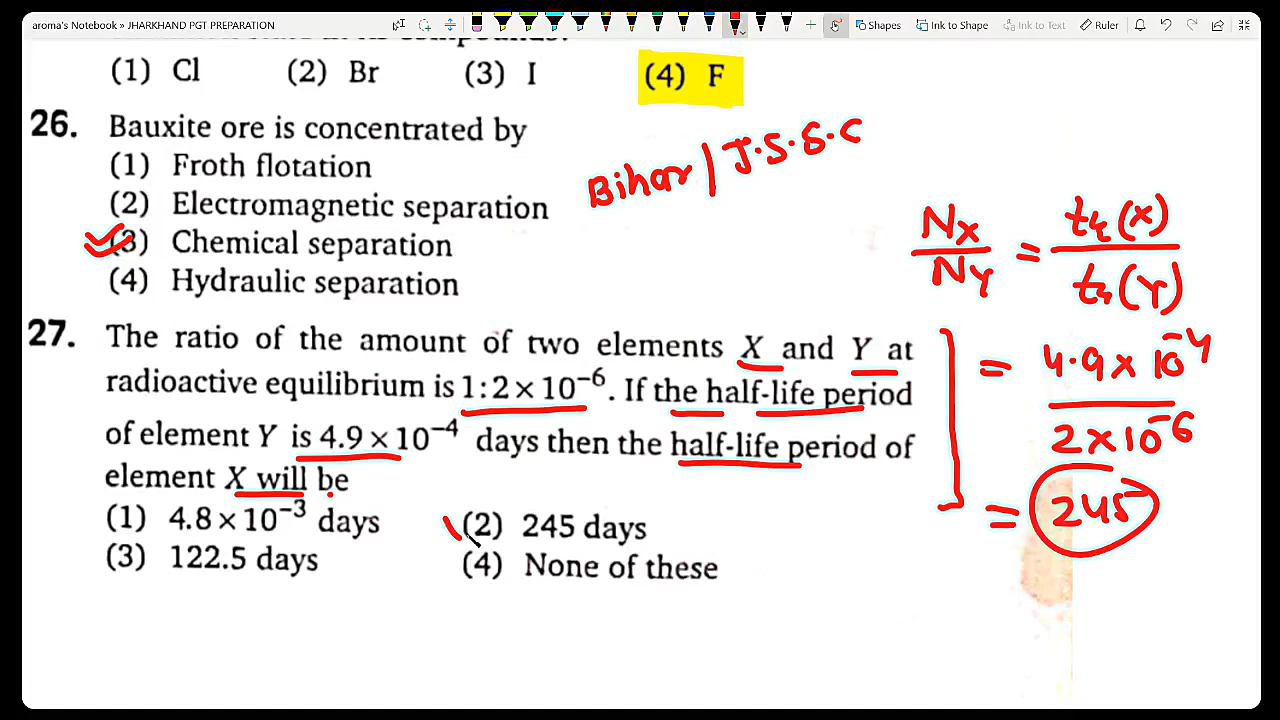 aroma's Notebook » JHARKHAND PGT PREPARATION
Shapes
Ink to Shape
Ink to Text
Ruler
(1) Cl (2) Br (3) I (4) F
26. Bauxite ore is concentrated by
(1) Froth flotation
(2) Electromagnetic separation
(3) Chemical separation
(4) Hydraulic separation
Bihar / J.S.S.C
27. The ratio of the amount of two elements X and Y at
radioactive equilibrium is 1 : 2 × 10⁻⁶. If the half-life period
of element Y is 4.9 × 10⁻⁴ days then the half-life period of
element X will be
(1) 4.8 × 10⁻³ days (2) 245 days
(3) 122.5 days (4) None of these
Nx/Ny = t½(X)/t½(Y)
= 4.9 × 10⁻⁴
2 × 10⁻⁶
= 245